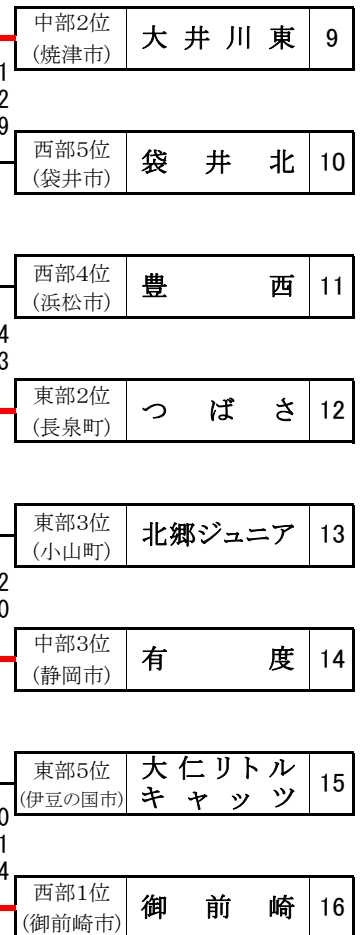 中部2位
(焼津市)
大井川東
9
1
2
9
西部5位
(袋井市)
袋井北
10
西部4位
(浜松市)
豊西
11
4
3
東部2位
(長泉町)
つばさ
12
東部3位
(小山町)
北郷ジュニア
13
2
0
中部3位
(静岡市)
有度
14
東部5位
(伊豆の国市)
大仁リトル
キャッツ
15
0
1
4
西部1位
(御前崎市)
御前崎
16